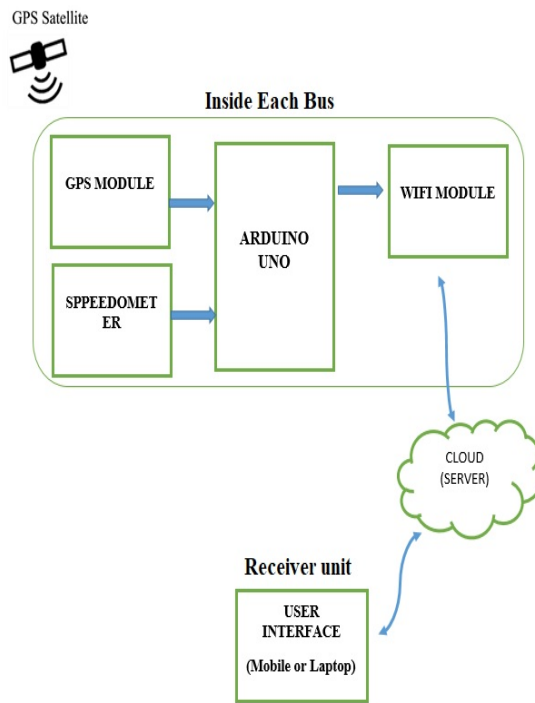 GPS Satellite
Inside Each Bus
GPS MODULE
ARDUINO
UNO
WIFI MODULE
SPPEEDOMET
ER
CLOUD
(SERVER)
Receiver unit
USER
INTERFACE
(Mobile or Laptop)